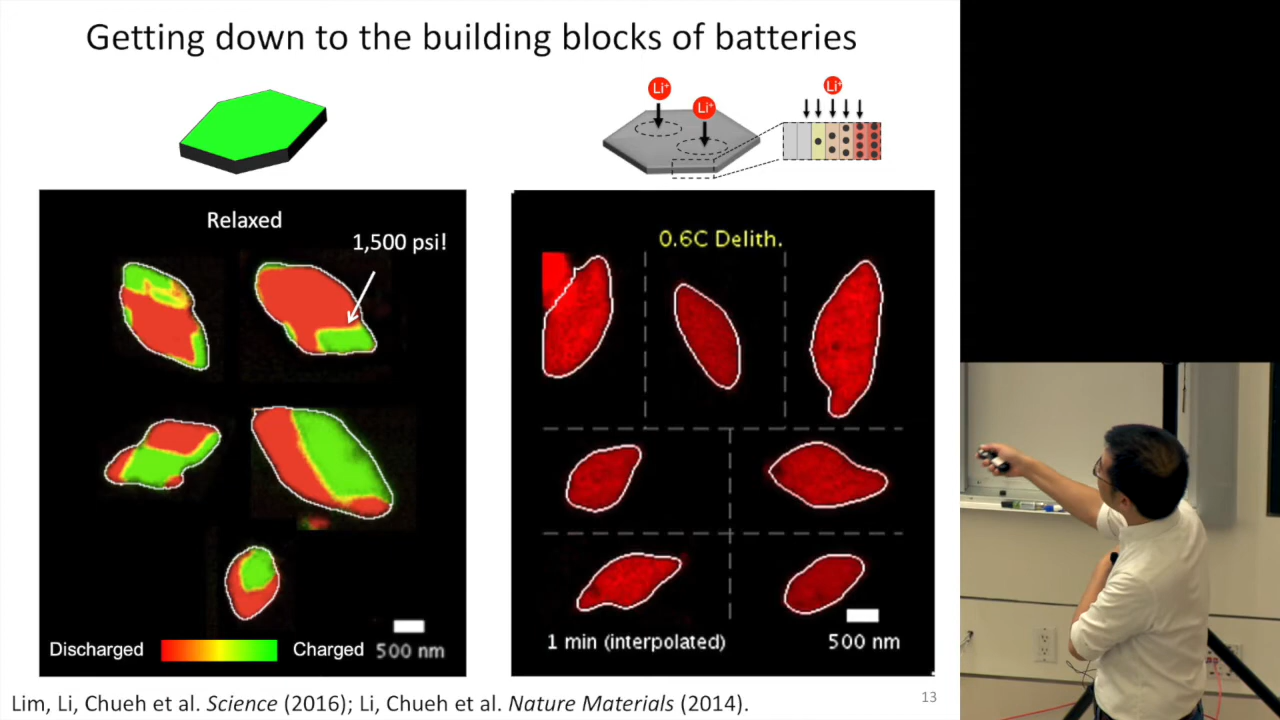 Getting down to the building blocks of batteries
Li⁺
Li⁺
Li⁺
Relaxed
1,500 psi!
0.6C Delith.
Discharged
Charged
500 nm
1 min (interpolated)
500 nm
Lim, Li, Chueh et al. Science (2016); Li, Chueh et al. Nature Materials (2014).
13